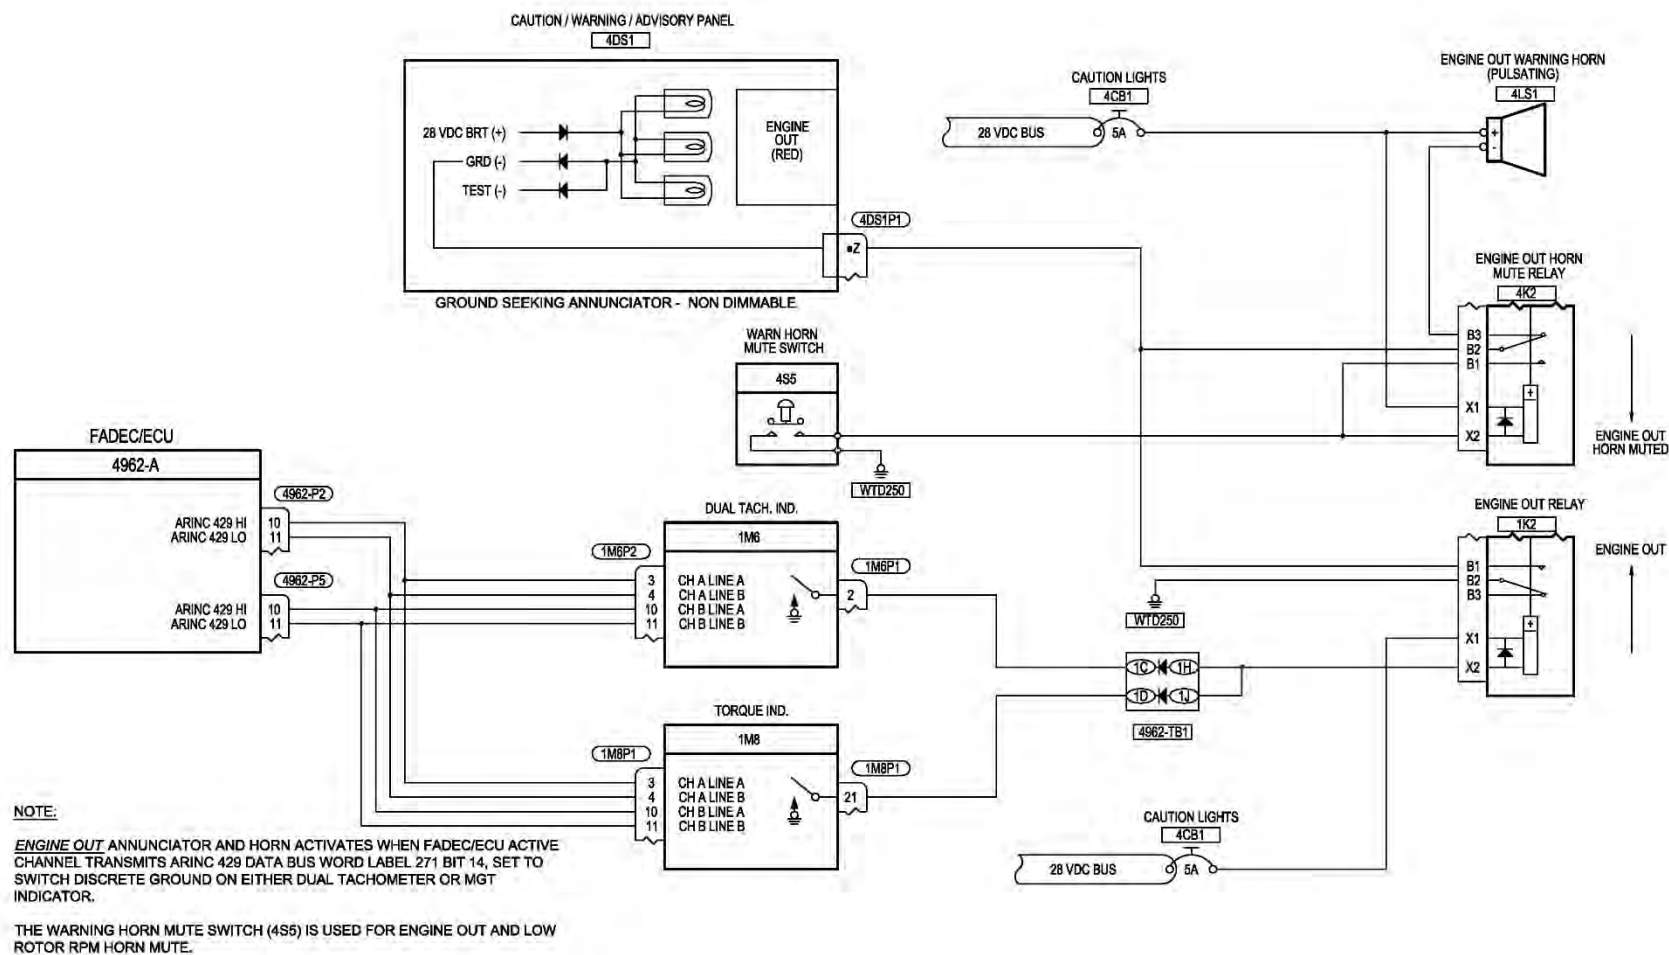 CAUTION / WARNING / ADVISORY PANEL
4DS1
28 VDC BRT (+)
GRD (-)
TEST (-)
ENGINE
OUT
(RED)
4DS1P1
Z
GROUND SEEKING ANNUNCIATOR - NON DIMMABLE
CAUTION LIGHTS
4CB1
28 VDC BUS
5A
ENGINE OUT WARNING HORN
(PULSATING)
4LS1
+
-
ENGINE OUT HORN
MUTE RELAY
4K2
B3
B2
B1
+
X1
X2
ENGINE OUT
HORN MUTED
WARN HORN
MUTE SWITCH
4S5
WTD250
FADEC/ECU
4962-A
4962-P2
ARINC 429 HI 10
ARINC 429 LO 11
4962-P5
ARINC 429 HI 10
ARINC 429 LO 11
DUAL TACH. IND.
1M6
1M6P2
3 CH A LINE A
4 CH A LINE B
10 CH B LINE A
11 CH B LINE B
1M6P1
2
ENGINE OUT RELAY
1K2
B1
B2
B3
+
X1
X2
ENGINE OUT
WTD250
1C 1H
1D 1J
4962-TB1
TORQUE IND.
1M8
1M8P1
3 CH A LINE A
4 CH A LINE B
10 CH B LINE A
11 CH B LINE B
1M8P1
21
CAUTION LIGHTS
4CB1
28 VDC BUS
5A
NOTE:
ENGINE OUT ANNUNCIATOR AND HORN ACTIVATES WHEN FADEC/ECU ACTIVE
CHANNEL TRANSMITS ARINC 429 DATA BUS WORD LABEL 271 BIT 14, SET TO
SWITCH DISCRETE GROUND ON EITHER DUAL TACHOMETER OR MGT
INDICATOR.
THE WARNING HORN MUTE SWITCH (4S5) IS USED FOR ENGINE OUT AND LOW
ROTOR RPM HORN MUTE.